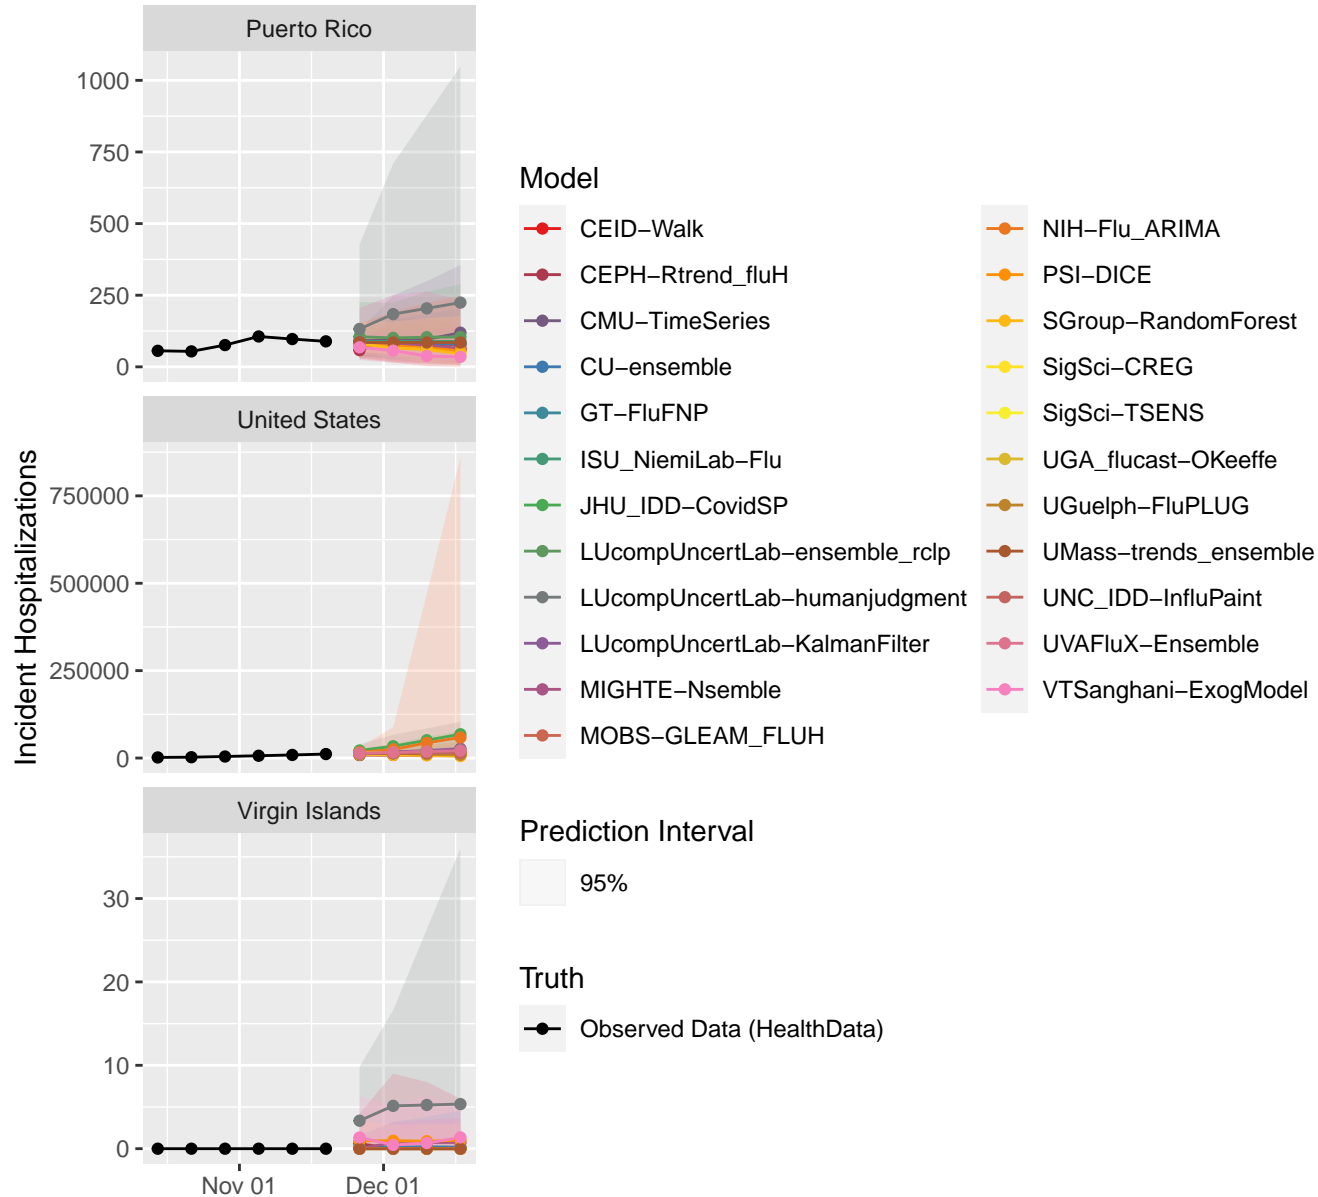 Puerto Rico
1000
750
500
250
0
United States
750000
500000
250000
0
Virgin Islands
30
20
10
0
Nov 01
Dec 01
Incident Hospitalizations
Model
CEID−Walk
CEPH−Rtrend_fluH
CMU−TimeSeries
CU−ensemble
GT−FluFNP
ISU_NiemiLab−Flu
JHU_IDD−CovidSP
LUcompUncertLab−ensemble_rclp
LUcompUncertLab−humanjudgment
LUcompUncertLab−KalmanFilter
MIGHTE−Nsemble
MOBS−GLEAM_FLUH
NIH−Flu_ARIMA
PSI−DICE
SGroup−RandomForest
SigSci−CREG
SigSci−TSENS
UGA_flucast−OKeeffe
UGuelph−FluPLUG
UMass−trends_ensemble
UNC_IDD−InfluPaint
UVAFluX−Ensemble
VTSanghani−ExogModel
Prediction Interval
95%
Truth
Observed Data (HealthData)